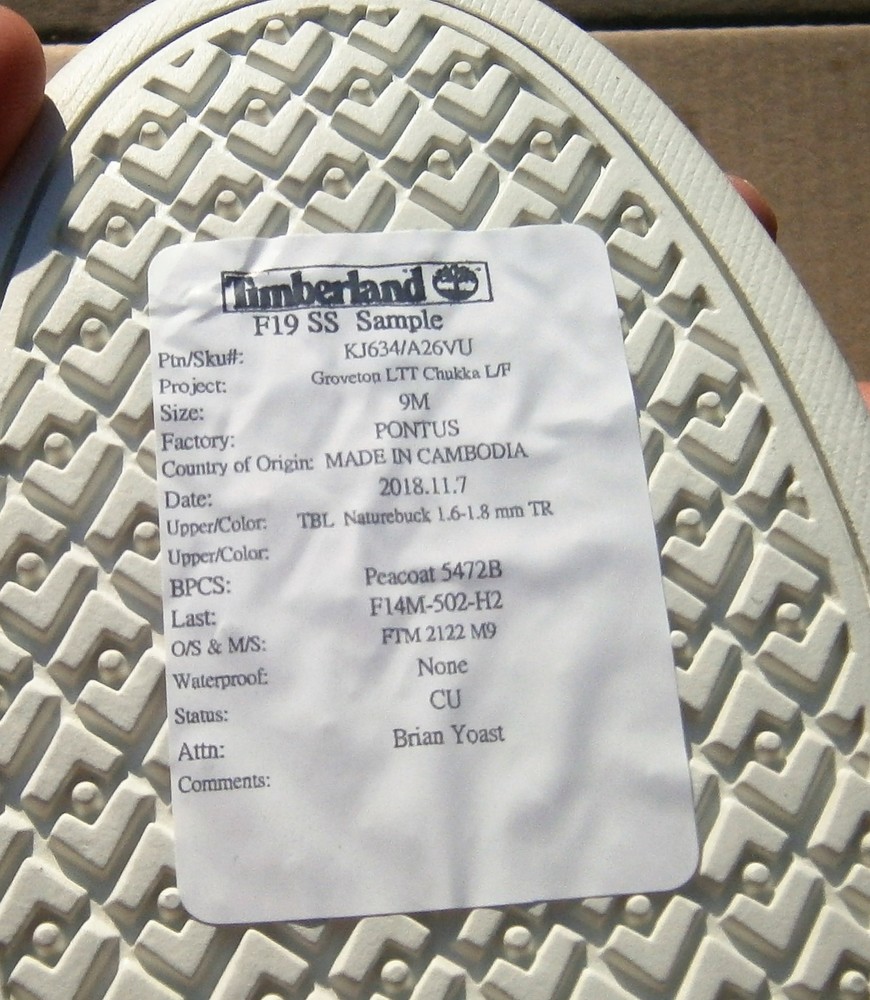 Timberland
F19 SS Sample
Ptn/Sku#: KJ634/A26VU
Project: Groveton LTT Chukka L/F
Size: 9M
Factory: PONTUS
Country of Origin: MADE IN CAMBODIA
Date: 2018.11.7
Upper/Color: TBL Naturebuck 1.6-1.8 mm TR
Upper/Color:
BPCS: Peacoat 5472B
Last: F14M-502-H2
O/S & M/S: FTM 2122 M9
Waterproof: None
Status: CU
Attn: Brian Yoast
Comments: